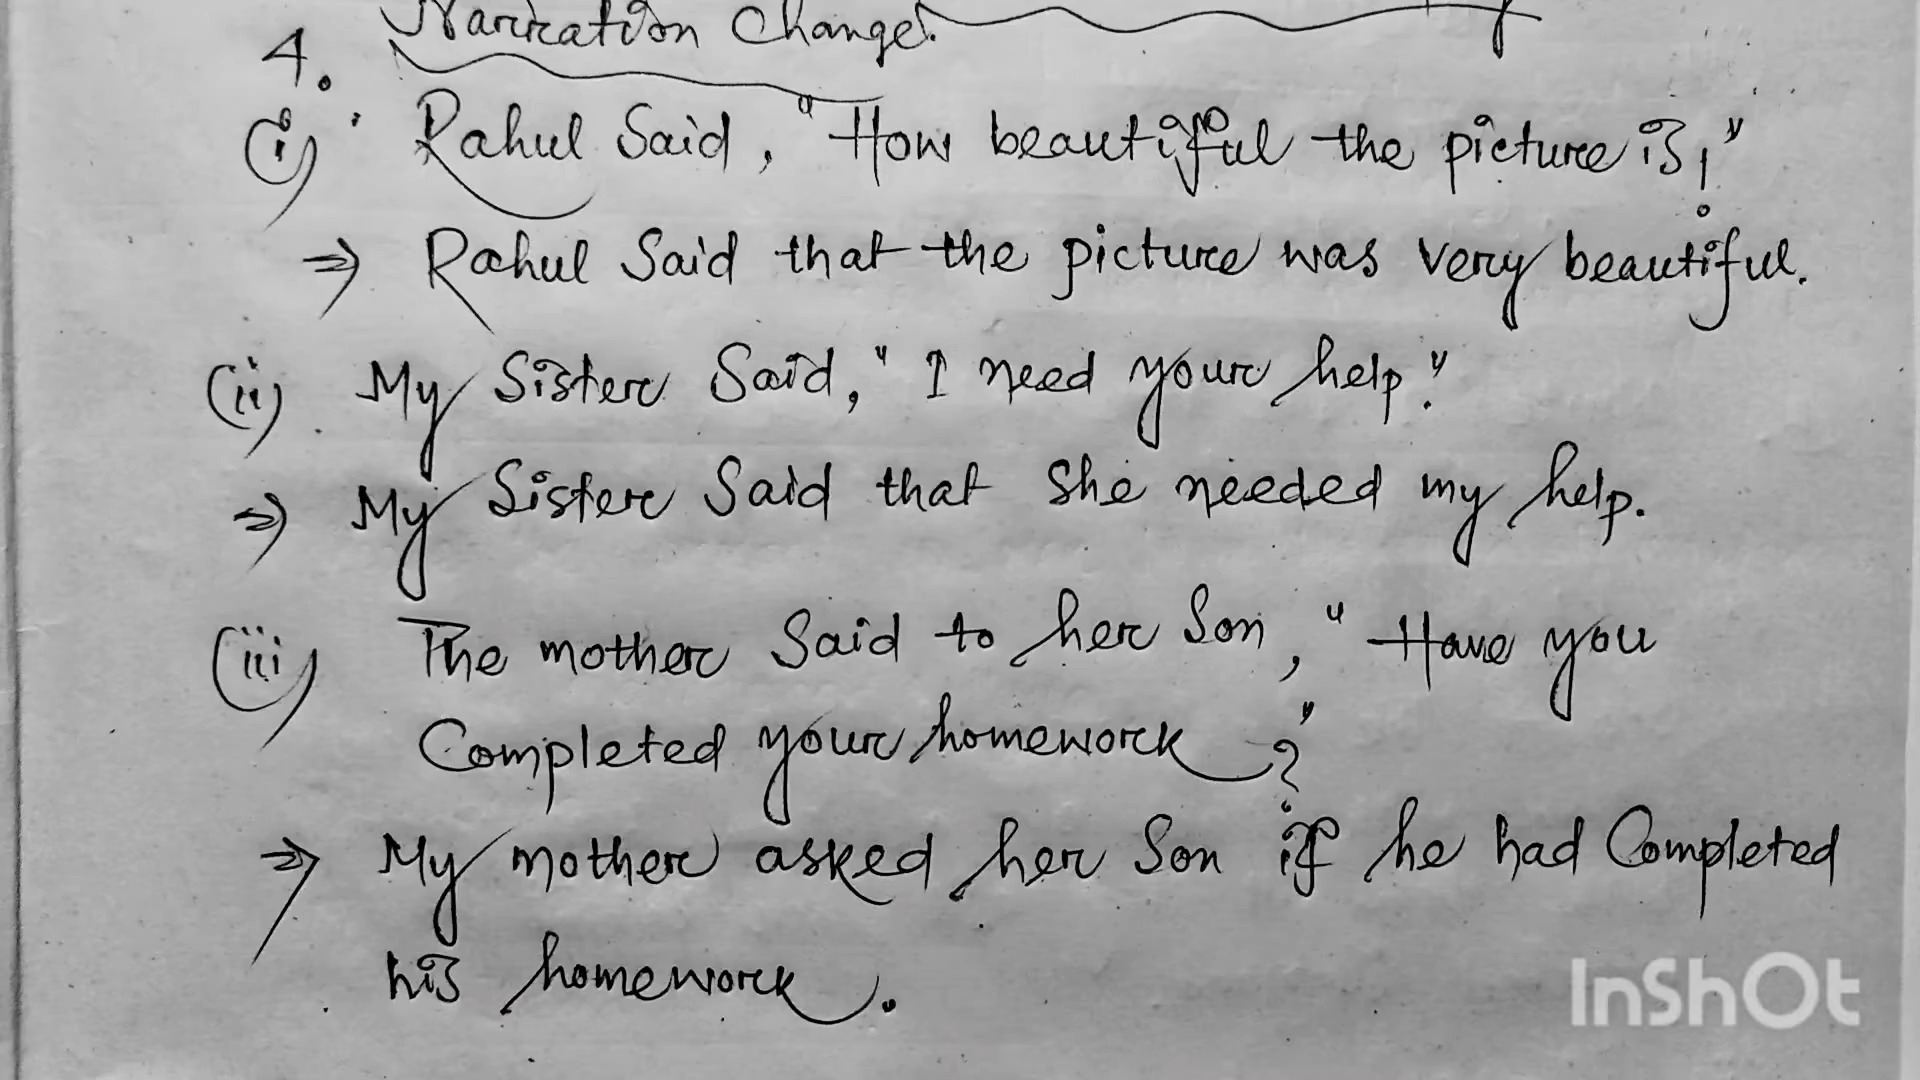 4. Narration Change.
(i) Rahul Said, "How beautiful the picture is!"
⇒ Rahul Said that the picture was very beautiful.
(ii) My Sister Said, "I need your help."
⇒ My Sister Said that She needed my help.
(iii) The mother Said to her Son, "Have you
Completed your homework ?"
⇒ My mother asked her Son if he had Completed
his homework.
InShOt